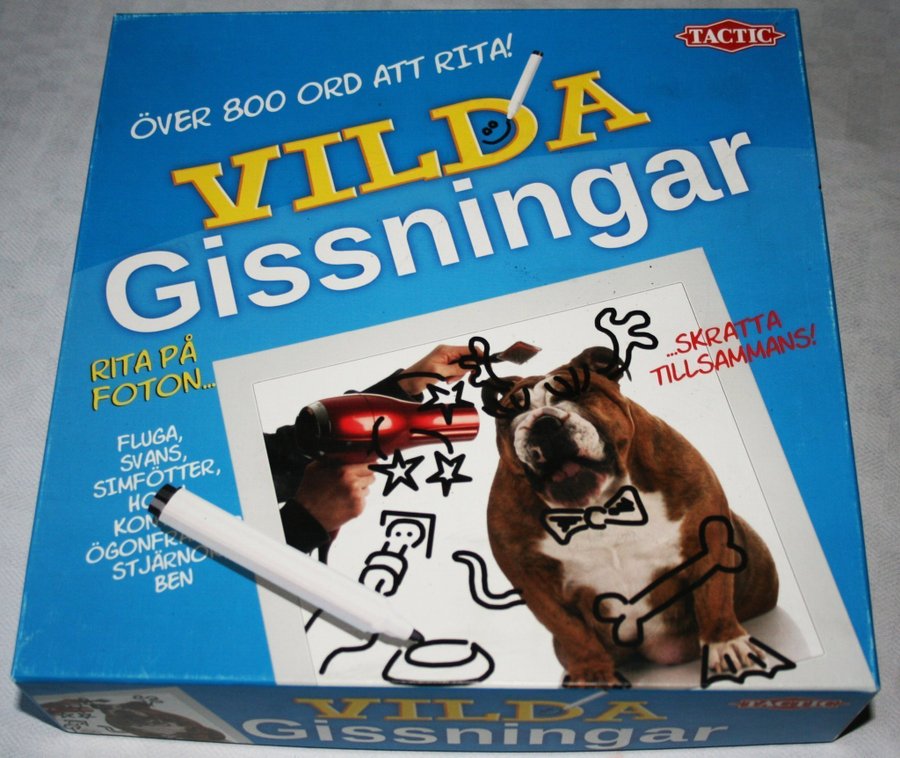 TACTIC
ÖVER 800 ORD ATT RITA!
VILDA
Gissningar
RITA PÅ
FOTON...
...SKRATTA
TILLSAMMANS!
FLUGA,
SVANS,
SIMFÖTTER,
BEN
VILDA
Gissningar
TACTIC